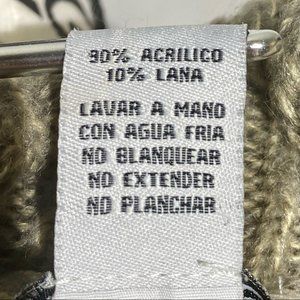 90% ACRILICO
10% LANA
LAVAR A MANO
CON AGUA FRIA
NO BLANQUEAR
NO EXTENDER
NO PLANCHAR